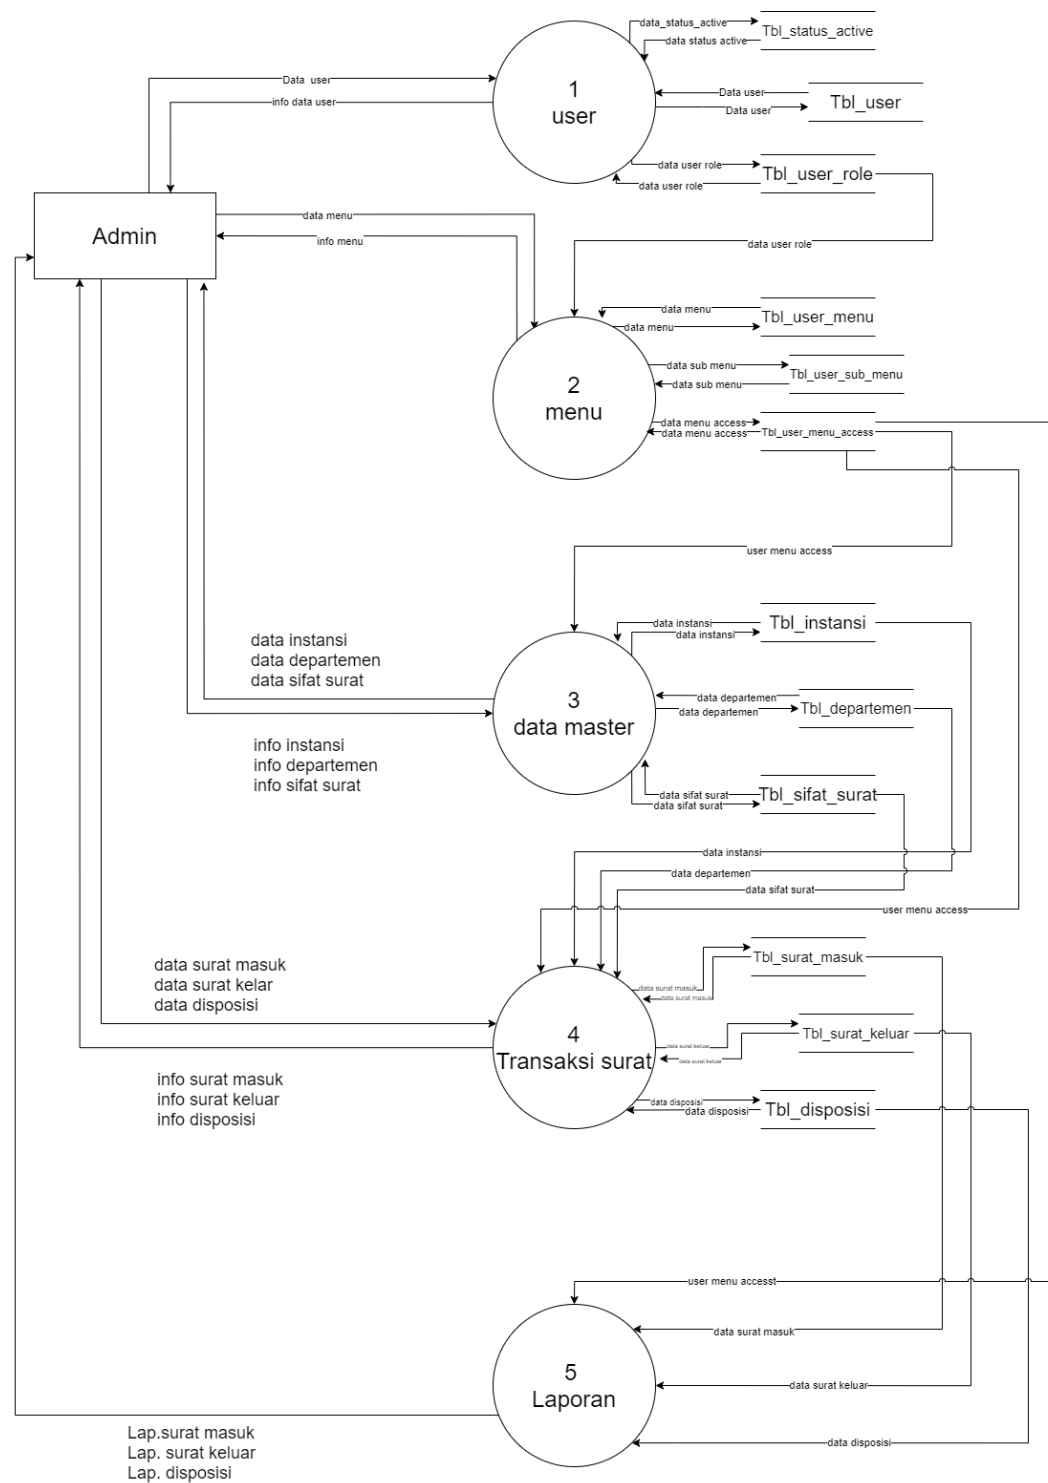 data_status_active
Tbl_status_active
data status active
Data  user
info data user
1
user
Data user
Tbl_user
Data user
data user role
Tbl_user_role
data user role
Admin
data menu
info menu
data user role
data menu
Tbl_user_menu
data menu
2
menu
data sub menu
Tbl_user_sub_menu
data sub menu
data menu access
Tbl_user_menu_access
data menu access
user menu access
data instansi
data departemen
data sifat surat
data instansi
Tbl_instansi
data instansi
3
data master
data departemen
Tbl_departemen
data departemen
info instansi
info departemen
info sifat surat
data sifat surat
Tbl_sifat_surat
data sifat surat
data instansi
data departemen
data sifat surat
user menu access
data surat masuk
data surat kelar
data disposisi
Tbl_surat_masuk
data surat masuk
data surat masuk
4
Transaksi surat
Tbl_surat_keluar
data surat keluar
data surat keluar
info surat masuk
info surat keluar
info disposisi
data disposisi
Tbl_disposisi
data disposisi
user menu accesst
data surat masuk
5
Laporan
data surat keluar
data disposisi
Lap.surat masuk
Lap. surat keluar
Lap. disposisi